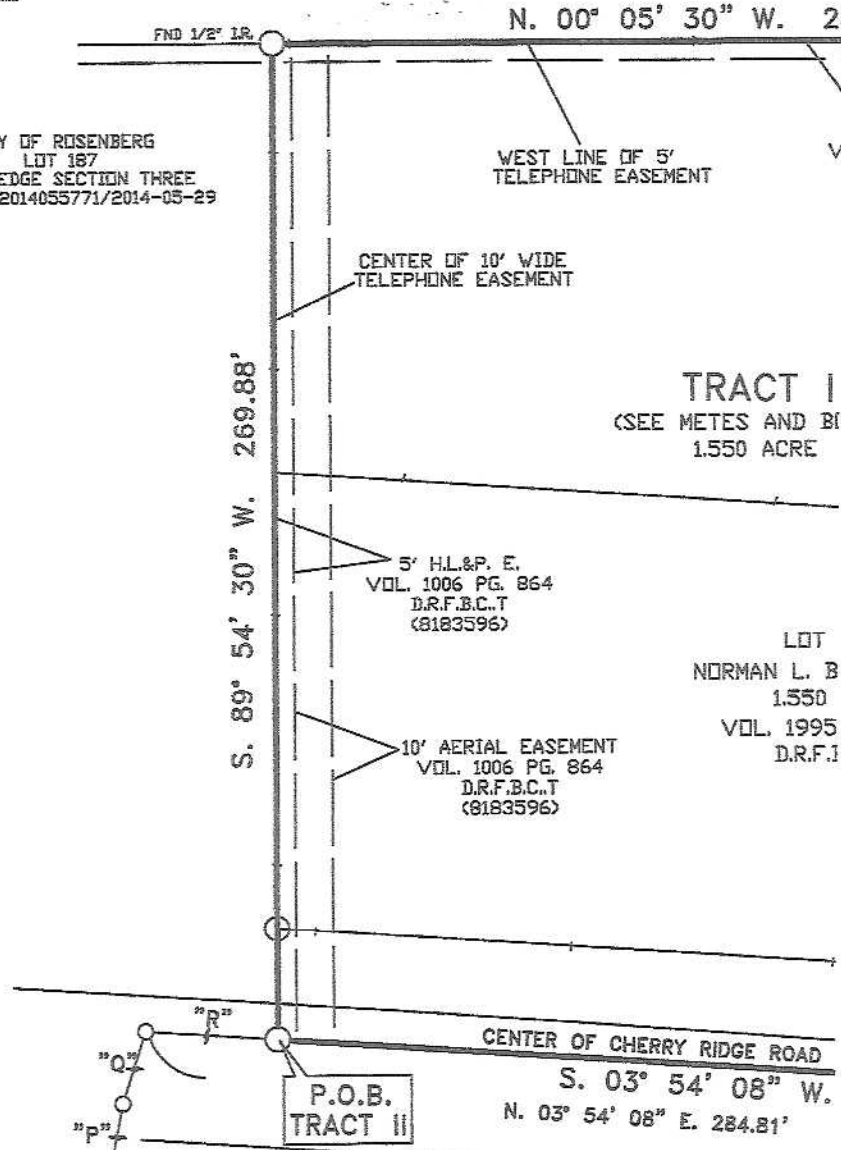 N. 00° 05' 30" W. 2
FND 1/2" I.R.
Y OF ROSENBERG
LOT 187
EDGE SECTION THREE
2014055771/2014-05-29
WEST LINE OF 5'
TELEPHONE EASEMENT
V
CENTER OF 10' WIDE
TELEPHONE EASEMENT
S. 89° 54' 30" W. 269.88'
TRACT I
(SEE METES AND
1.550 ACRE
5' H.L.&P. E.
VOL. 1006 PG. 864
D.R.F.B.C..T
(8183596)
LOT
NORMAN L. B
1.550
VOL. 1995
D.R.F.
10' AERIAL EASEMENT
VOL. 1006 PG. 864
D.R.F.B.C..T
(8183596)
"R"
"Q"
"P"
CENTER OF CHERRY RIDGE ROAD
S. 03° 54' 08" W.
N. 03° 54' 08" E. 284.81'
P.O.B.
TRACT ii